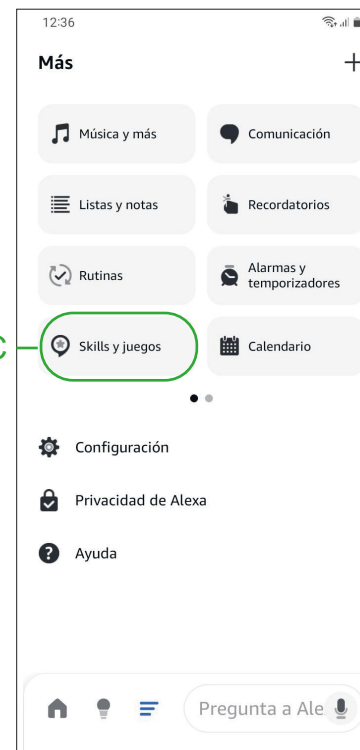 12:36
Más
Música y más
Comunicación
Listas y notas
Recordatorios
Rutinas
Alarmas y
temporizadores
C
Skills y juegos
Calendario
Configuración
Privacidad de Alexa
Ayuda
Pregunta a Ale